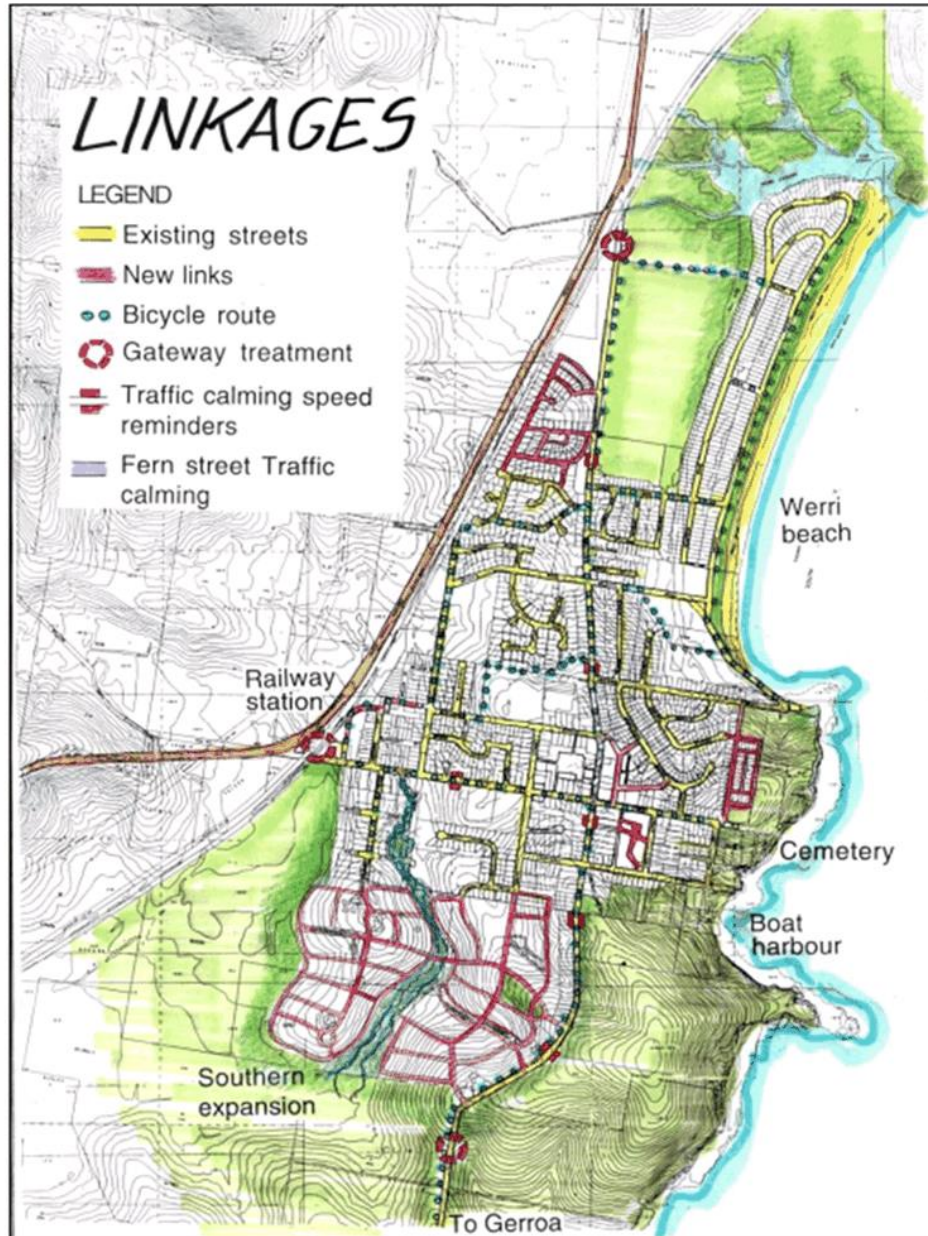 LINKAGES
LEGEND
Existing streets
New links
Bicycle route
Gateway treatment
Traffic calming speed
reminders
Fern street Traffic
calming
Werri
beach
Railway
station
Cemetery
Boat
harbour
Southern
expansion
To Gerroa